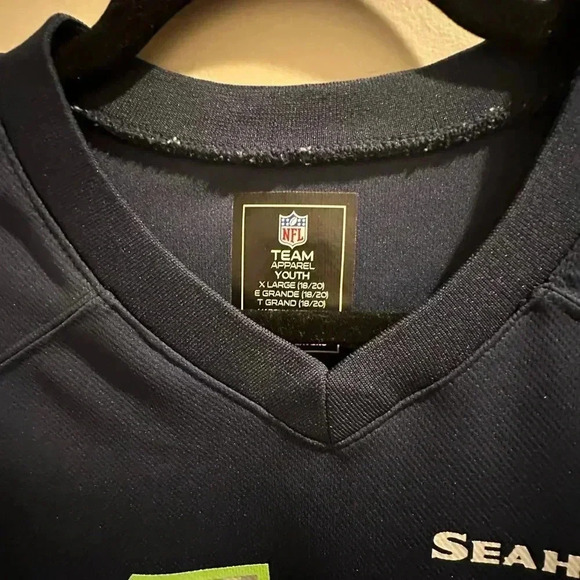 NFL
TEAM
APPAREL
YOUTH
X LARGE (18/20)
E GRANDE (18/20)
T GRAND (18/20)
SEAH